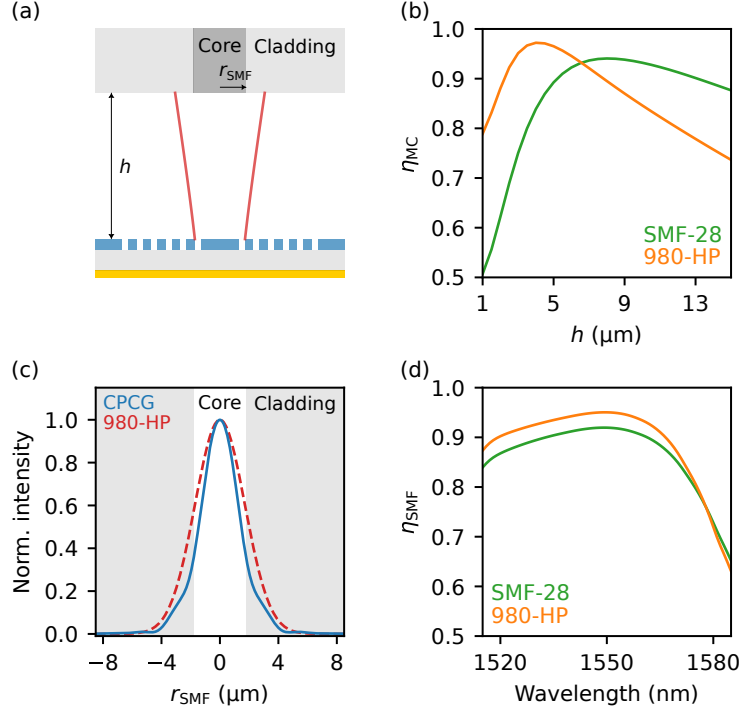 (a)
Core Cladding
r_SMF
h
(b)
1.0
0.9
0.8
0.7
0.6
0.5
η_MC
SMF-28
980-HP
1 5 9 13
h (μm)
(c)
CPCG Core Cladding
980-HP
1.0
0.8
0.6
0.4
0.2
0.0
Norm. intensity
−8 −4 0 4 8
r_SMF (μm)
(d)
1.0
0.9
0.8
0.7
0.6
0.5
η_SMF
SMF-28
980-HP
1520 1550 1580
Wavelength (nm)